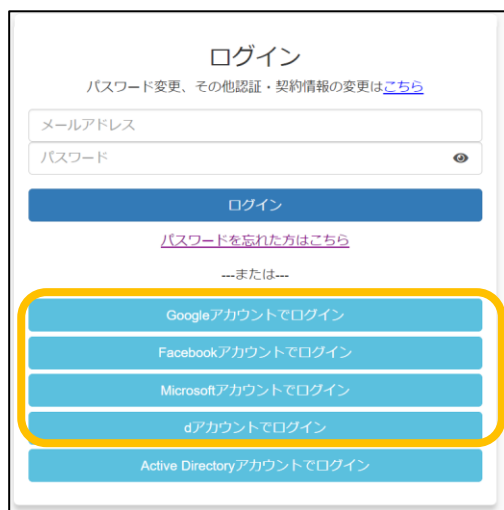 ログイン
パスワード変更、その他認証・契約情報の変更はこちら
メールアドレス
パスワード
ログイン
パスワードを忘れた方はこちら
---または---
Googleアカウントでログイン
Facebookアカウントでログイン
Microsoftアカウントでログイン
dアカウントでログイン
Active Directoryアカウントでログイン